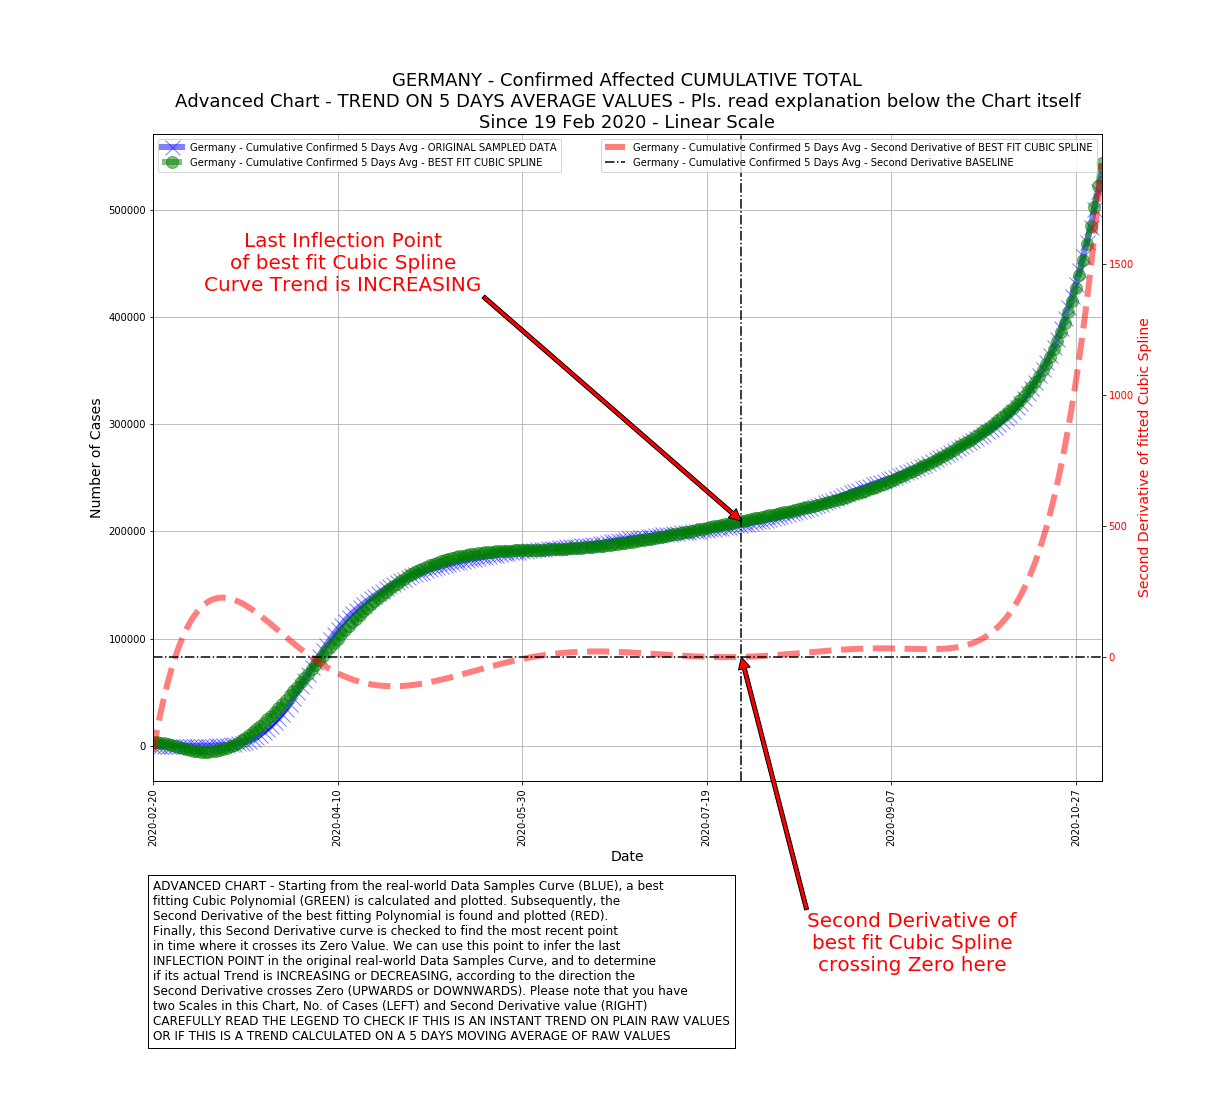 GERMANY - Confirmed Affected CUMULATIVE TOTAL
Advanced Chart - TREND ON 5 DAYS AVERAGE VALUES - Pls. read explanation below the Chart itself
Since 19 Feb 2020 - Linear Scale
Germany - Cumulative Confirmed 5 Days Avg - ORIGINAL SAMPLED DATA
Germany - Cumulative Confirmed 5 Days Avg - BEST FIT CUBIC SPLINE
Germany - Cumulative Confirmed 5 Days Avg - Second Derivative of BEST FIT CUBIC SPLINE
Germany - Cumulative Confirmed 5 Days Avg - Second Derivative BASELINE
Last Inflection Point
of best fit Cubic Spline
Curve Trend is INCREASING
Number of Cases
500000
400000
300000
200000
100000
0
1500
1000
500
0
Second Derivative of fitted Cubic Spline
2020-02-20
2020-04-10
2020-05-30
2020-07-19
2020-09-07
2020-10-27
Date
Second Derivative of
best fit Cubic Spline
crossing Zero here
ADVANCED CHART - Starting from the real-world Data Samples Curve (BLUE), a best
fitting Cubic Polynomial (GREEN) is calculated and plotted. Subsequently, the
Second Derivative of the best fitting Polynomial is found and plotted (RED).
Finally, this Second Derivative curve is checked to find the most recent point
in time where it crosses its Zero Value. We can use this point to infer the last
INFLECTION POINT in the original real-world Data Samples Curve, and to determine
if its actual Trend is INCREASING or DECREASING, according to the direction the
Second Derivative crosses Zero (UPWARDS or DOWNWARDS). Please note that you have
two Scales in this Chart, No. of Cases (LEFT) and Second Derivative value (RIGHT)
CAREFULLY READ THE LEGEND TO CHECK IF THIS IS AN INSTANT TREND ON PLAIN RAW VALUES
OR IF THIS IS A TREND CALCULATED ON A 5 DAYS MOVING AVERAGE OF RAW VALUES